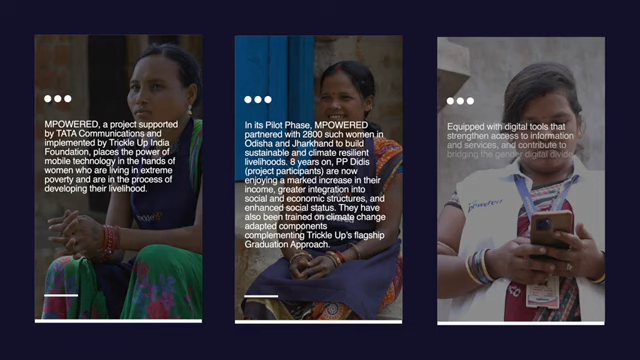 MPOWERED, a project supported
by TATA Communications and
implemented by Trickle Up India
Foundation, places the power of
mobile technology in the hands of
women who are living in extreme
poverty and are in the process of
developing their livelihood.
In its Pilot Phase, MPOWERED
partnered with 2800 such women in
Odisha and Jharkhand to build
sustainable and climate resilient
livelihoods. 8 years on, PP Didis
(project participants) are now
enjoying a marked increase in their
income, greater integration into
social and economic structures, and
enhanced social status. They have
also been trained on climate change
adapted components
complementing Trickle Up's flagship
Graduation Approach.
Equipped with digital tools that
strengthen access to information
and services, and contribute to
bridging the gender digital divide